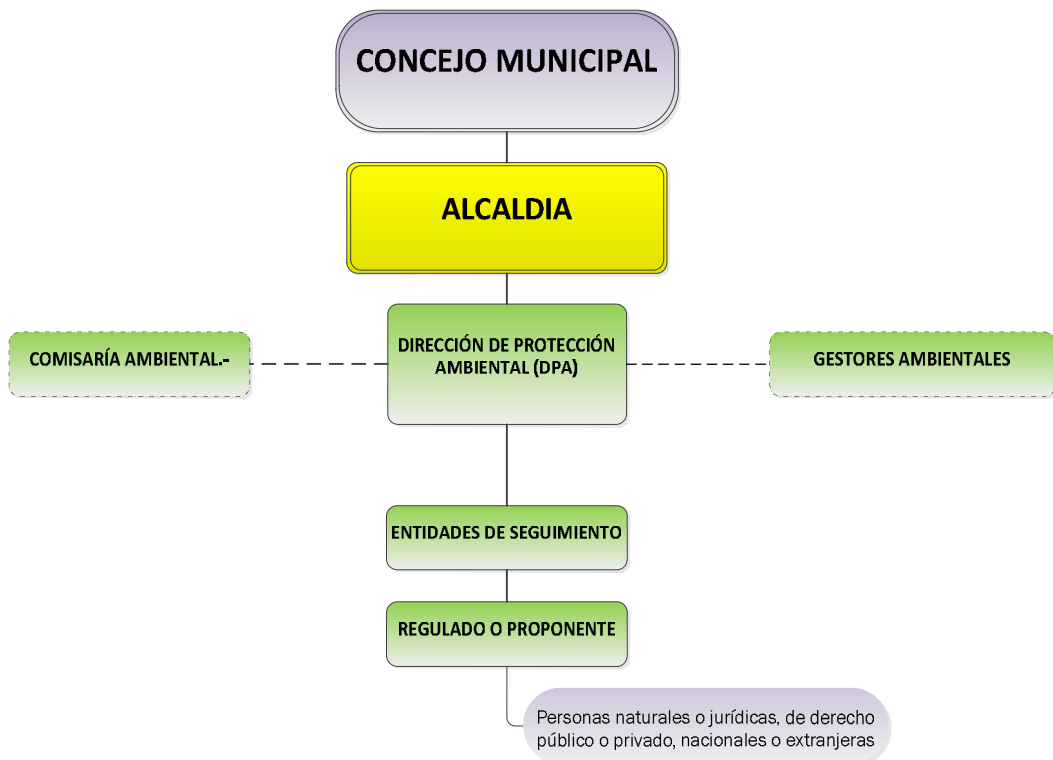 CONCEJO MUNICIPAL
ALCALDIA
COMISARÍA AMBIENTAL.-
DIRECCIÓN DE PROTECCIÓN
AMBIENTAL (DPA)
GESTORES AMBIENTALES
ENTIDADES DE SEGUIMIENTO
REGULADO O PROPONENTE
Personas naturales o jurídicas, de derecho
público o privado, nacionales o extranjeras